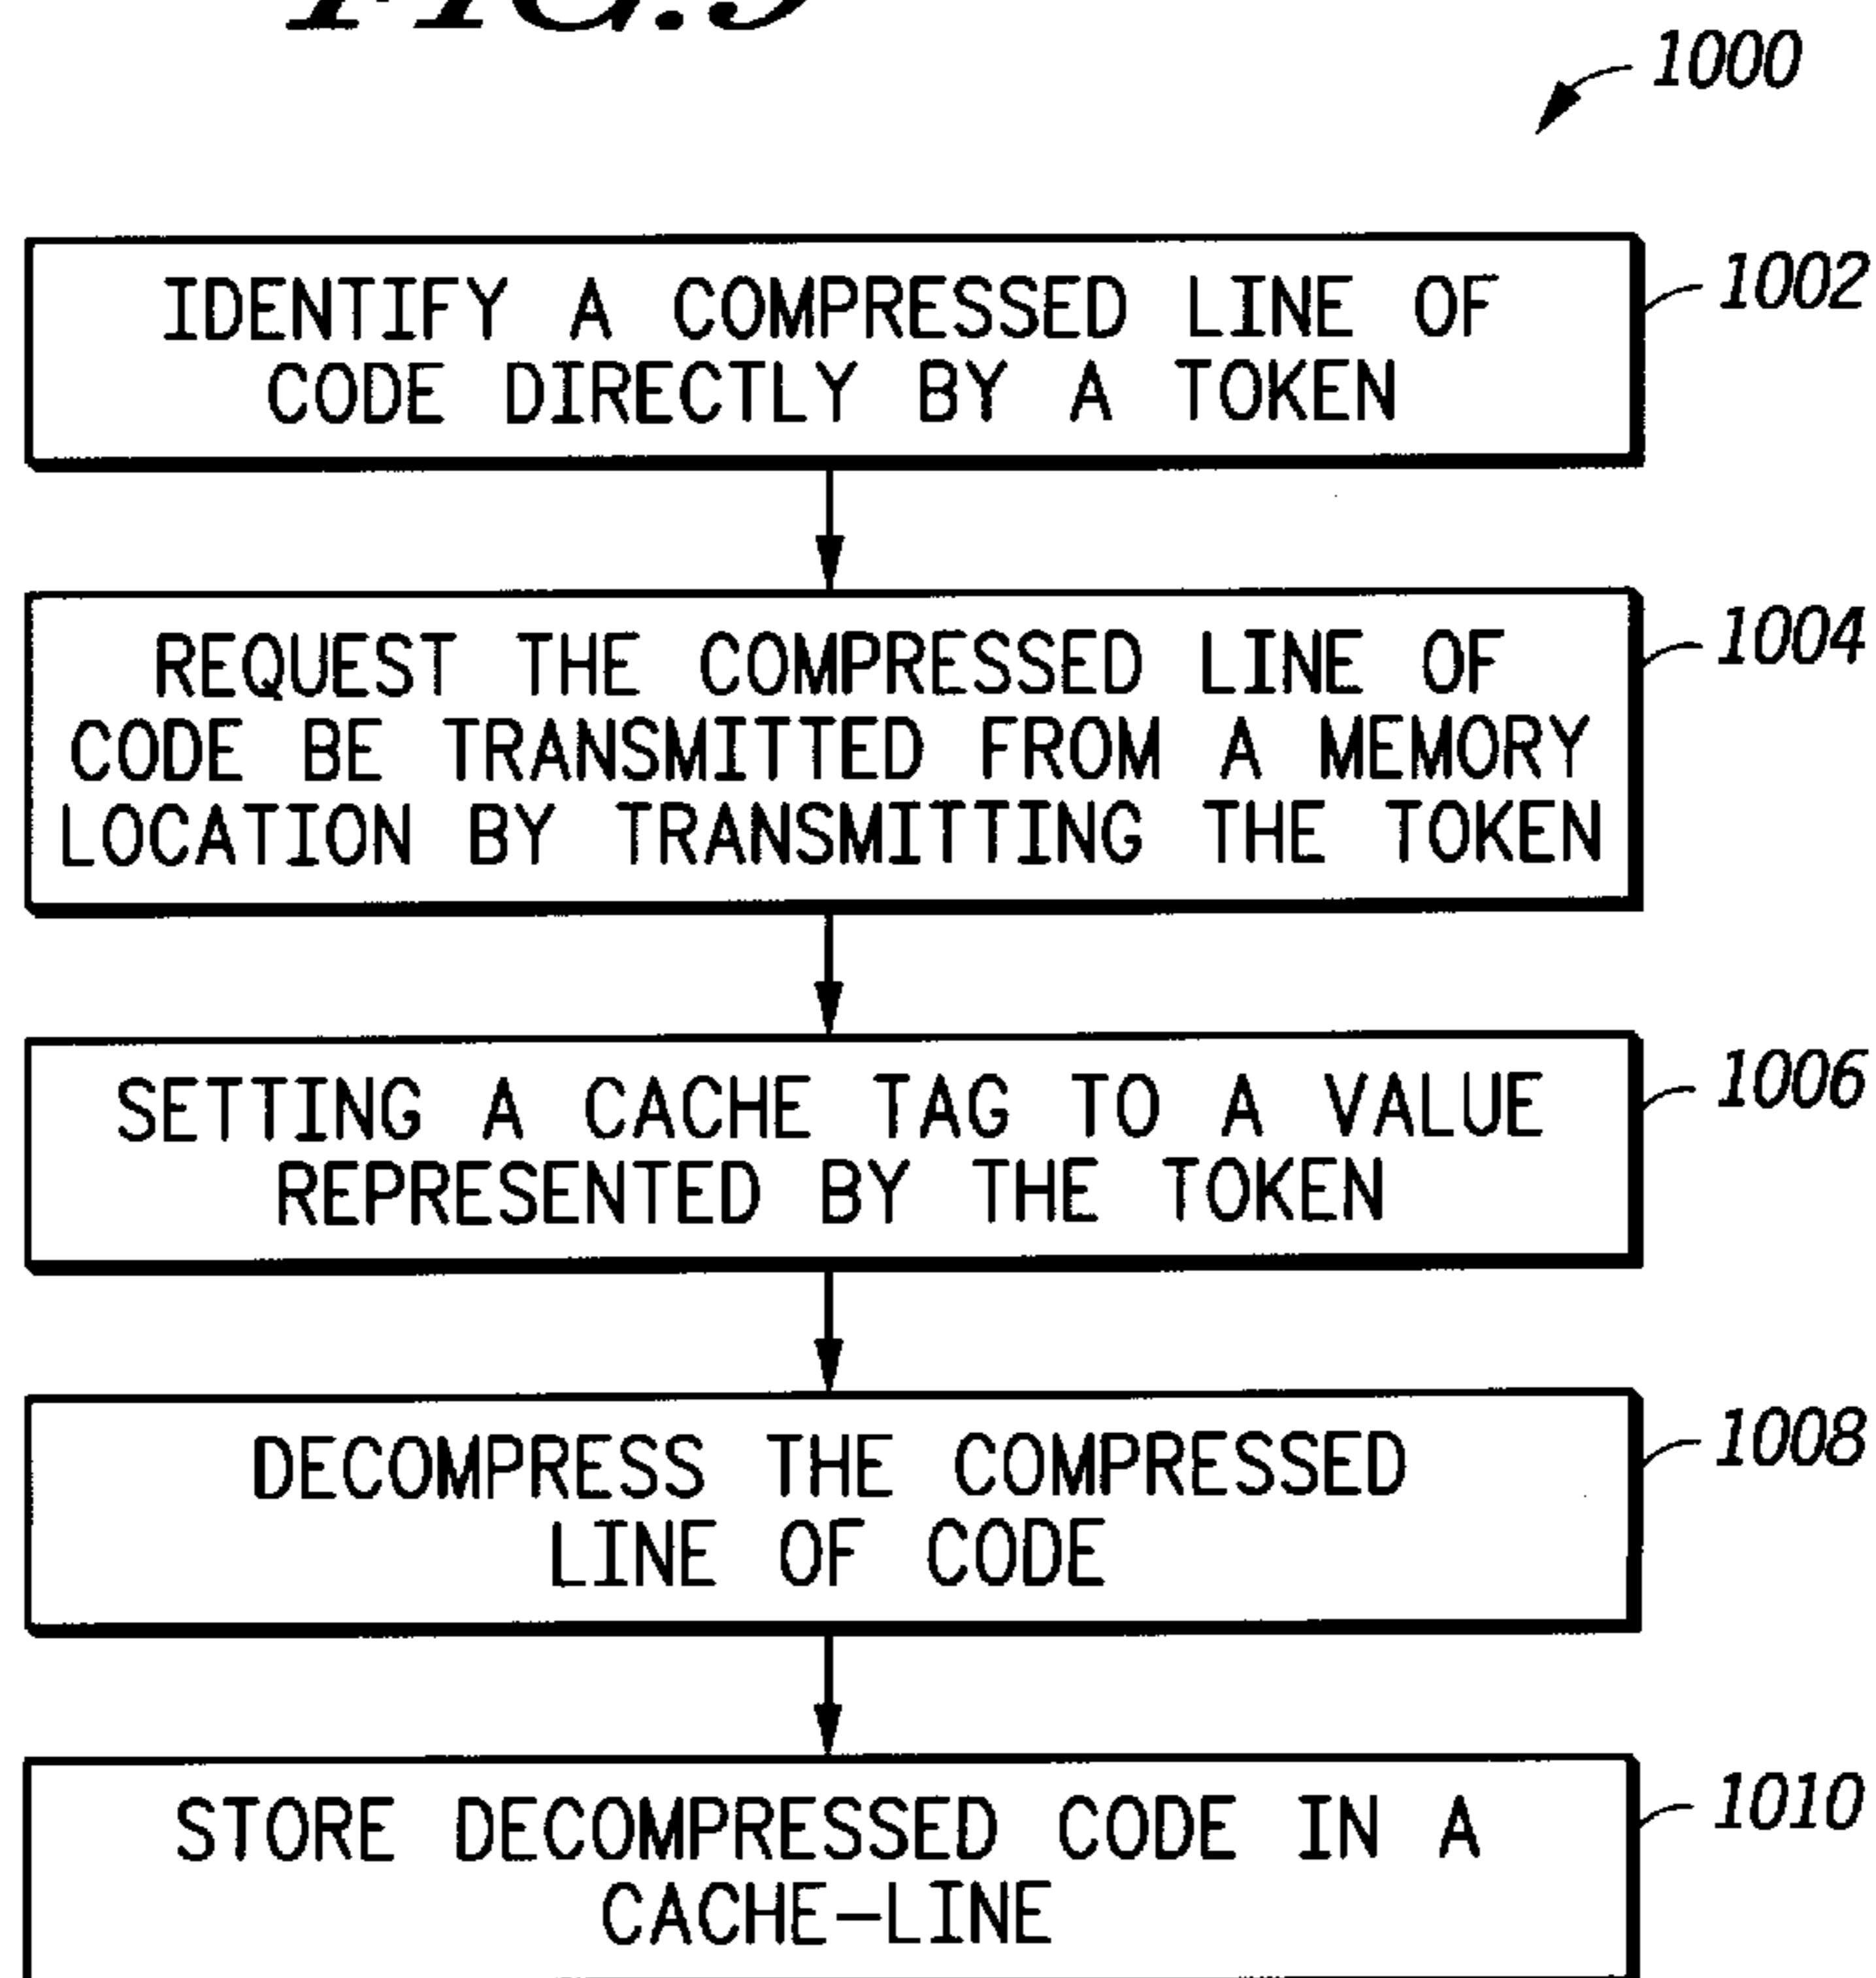 1000
IDENTIFY A COMPRESSED LINE OF
CODE DIRECTLY BY A TOKEN
1002
REQUEST THE COMPRESSED LINE OF
CODE BE TRANSMITTED FROM A MEMORY
LOCATION BY TRANSMITTING THE TOKEN
1004
SETTING A CACHE TAG TO A VALUE
REPRESENTED BY THE TOKEN
1006
DECOMPRESS THE COMPRESSED
LINE OF CODE
1008
STORE DECOMPRESSED CODE IN A
CACHE-LINE
1010